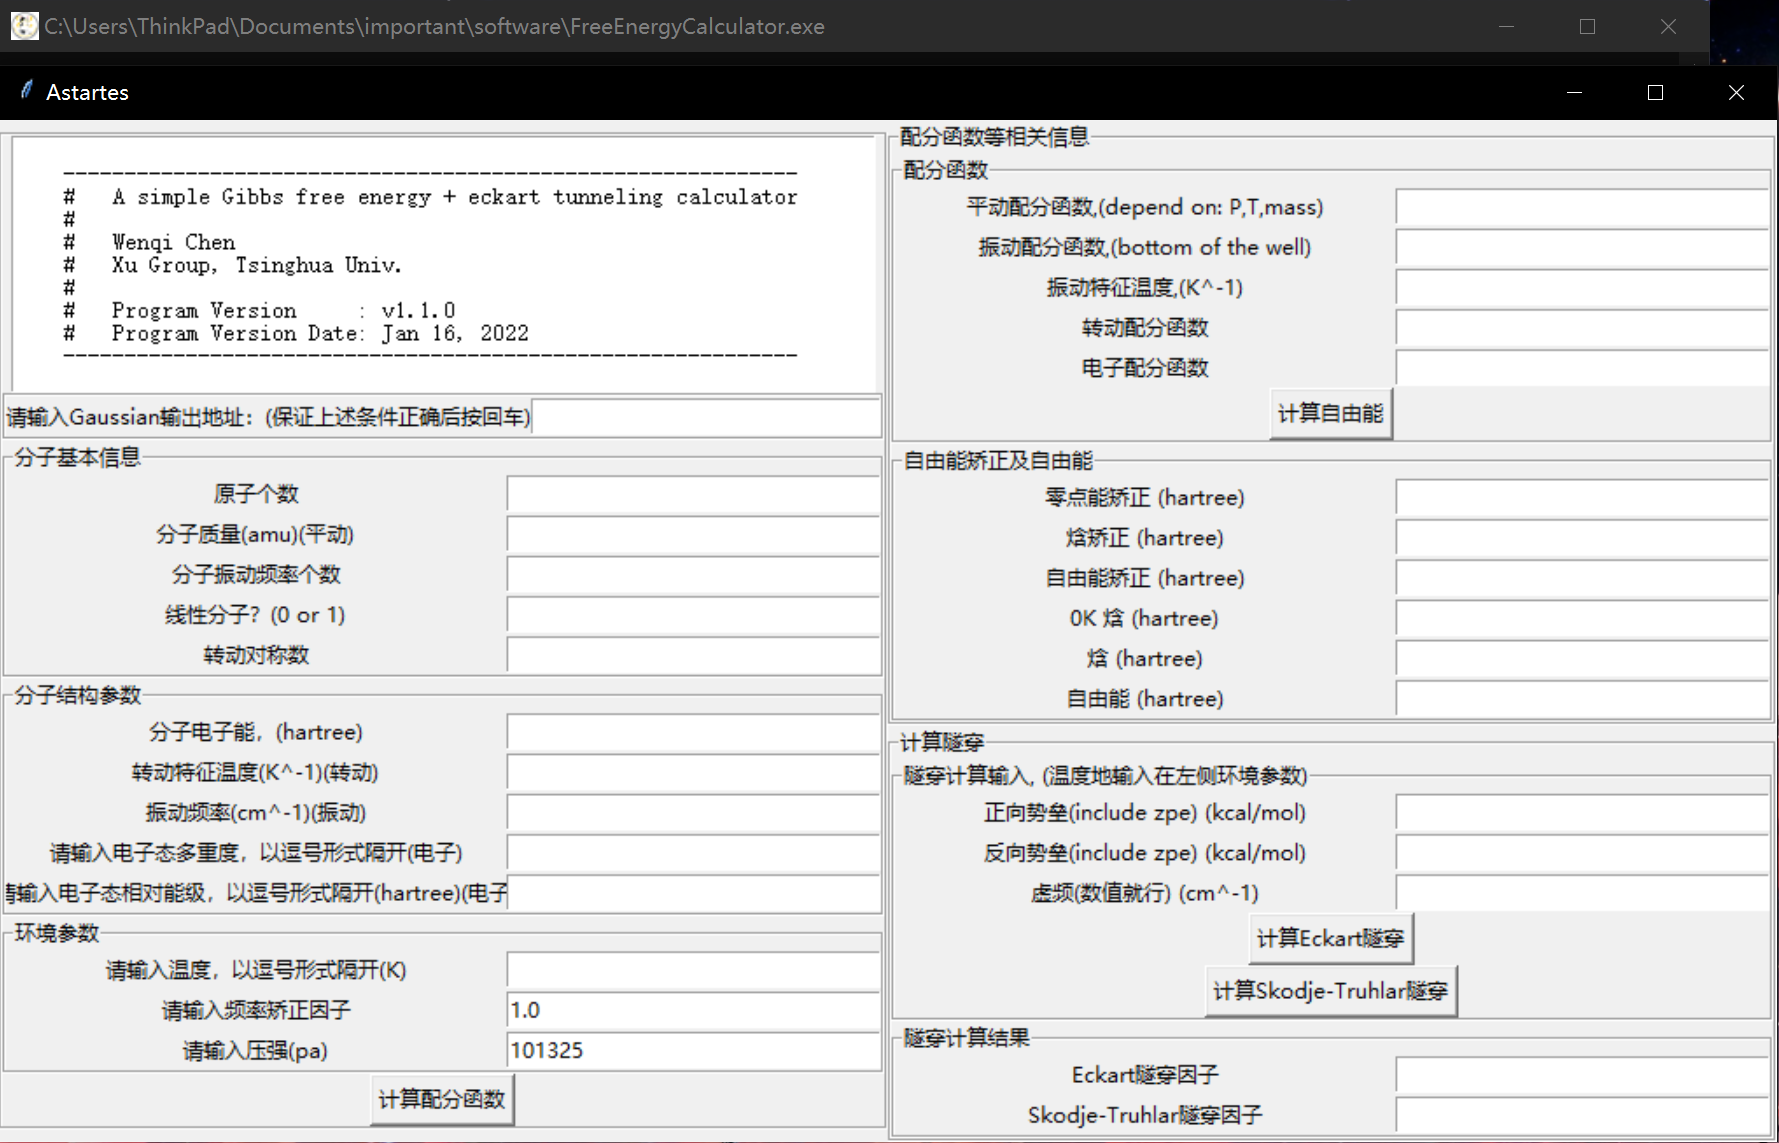 C:\Users\ThinkPad\Documents\important\software\FreeEnergyCalculator.exe
Astartes
------------------------------------------------------------
# A simple Gibbs free energy + eckart tunneling calculator
#
# Wenqi Chen
# Xu Group, Tsinghua Univ.
#
# Program Version : v1.1.0
# Program Version Date: Jan 16, 2022
------------------------------------------------------------
请输入Gaussian输出地址：(保证上述条件正确后按回车)
分子基本信息
原子个数
分子质量(amu)(平动)
分子振动频率个数
线性分子？(0 or 1)
转动对称数
分子结构参数
分子电子能，(hartree)
转动特征温度(K^-1)(转动)
振动频率(cm^-1)(振动)
请输入电子态多重度，以逗号形式隔开(电子)
请输入电子态相对能级，以逗号形式隔开(hartree)(电子
环境参数
请输入温度，以逗号形式隔开(K)
请输入频率矫正因子 1.0
请输入压强(pa) 101325
计算配分函数
配分函数等相关信息
配分函数
平动配分函数,(depend on: P,T,mass)
振动配分函数,(bottom of the well)
振动特征温度,(K^-1)
转动配分函数
电子配分函数
计算自由能
自由能矫正及自由能
零点能矫正 (hartree)
焓矫正 (hartree)
自由能矫正 (hartree)
0K 焓 (hartree)
焓 (hartree)
自由能 (hartree)
计算隧穿
隧穿计算输入, (温度地输入在左侧环境参数)
正向势垒(include zpe) (kcal/mol)
反向势垒(include zpe) (kcal/mol)
虚频(数值就行) (cm^-1)
计算Eckart隧穿
计算Skodje-Truhlar隧穿
隧穿计算结果
Eckart隧穿因子
Skodje-Truhlar隧穿因子